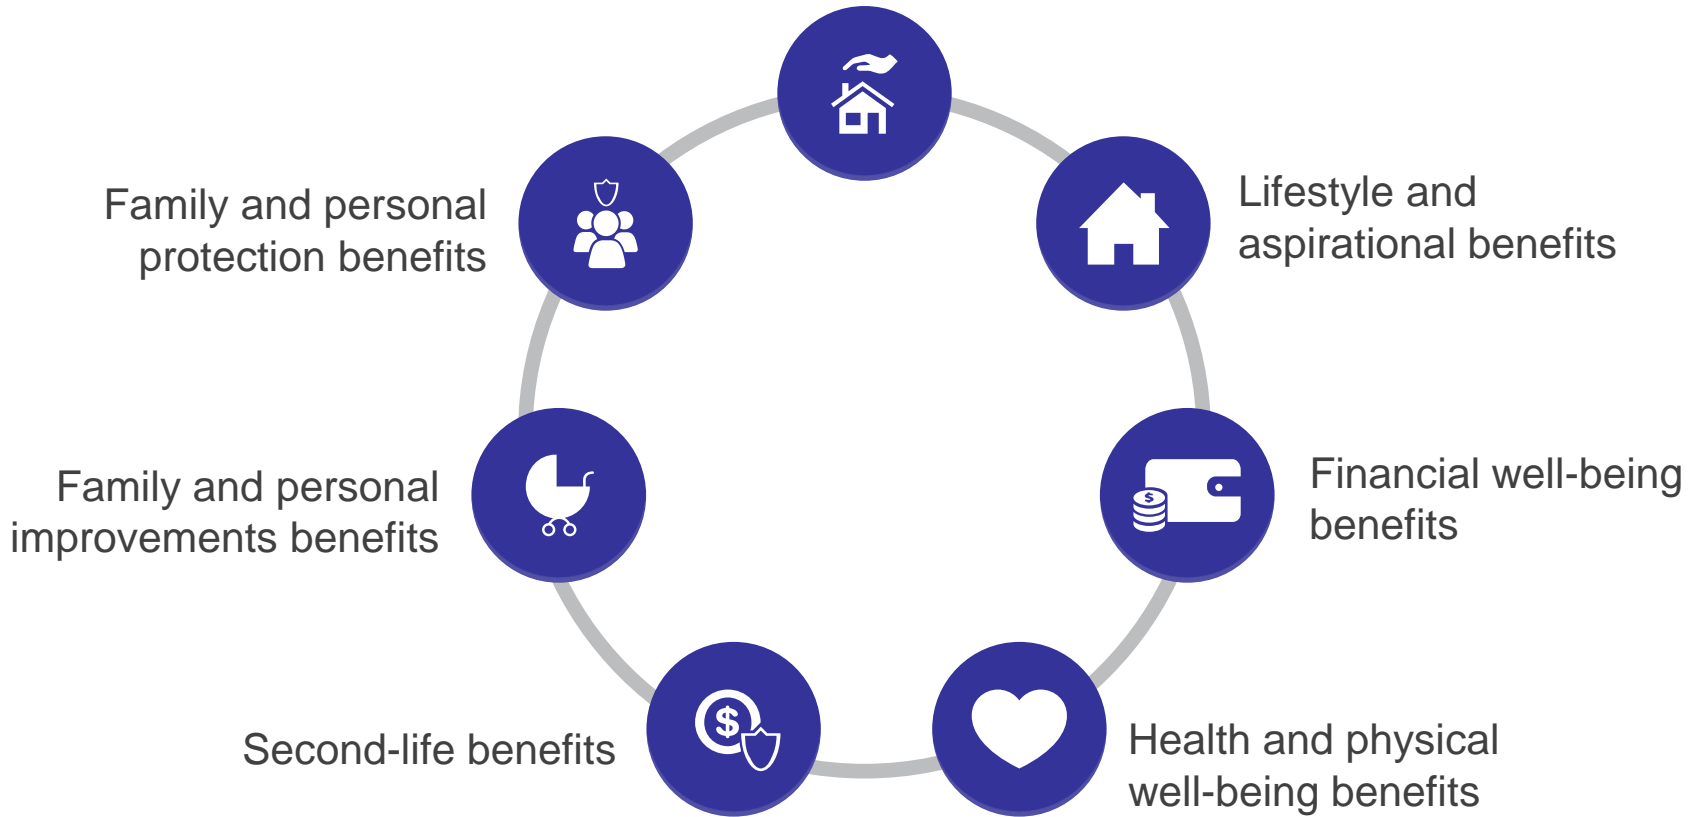 Family and personal
protection benefits
Lifestyle and
aspirational benefits
Family and personal
improvements benefits
Financial well-being
benefits
$
Second-life benefits
$
Health and physical
well-being benefits